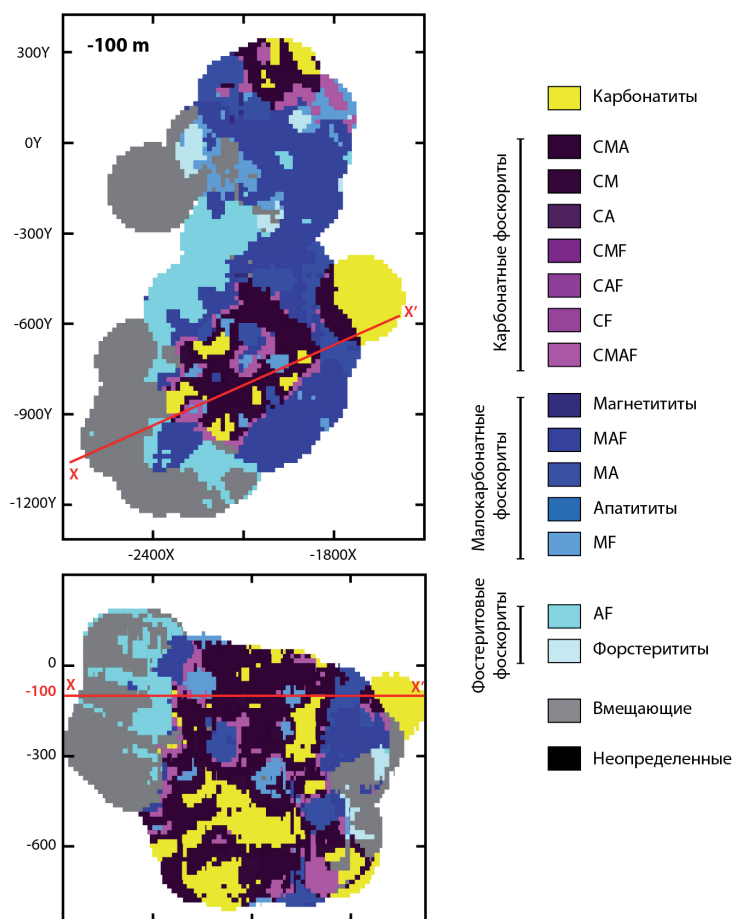 -100 m
300Y
0Y
-300Y
-600Y
-900Y
-1200Y
X
X'
-2400X
-1800X
0
-100
-300
-600
X
X'
Карбонатиты
Карбонатные фоскориты
CMA
CM
CA
CMF
CAF
CF
CMAF
Малокарбонатные
фоскориты
Магнетититы
MAF
MA
Апатититы
MF
Фостеритовые
фоскориты
AF
Форстерититы
Вмещающие
Неопределенные